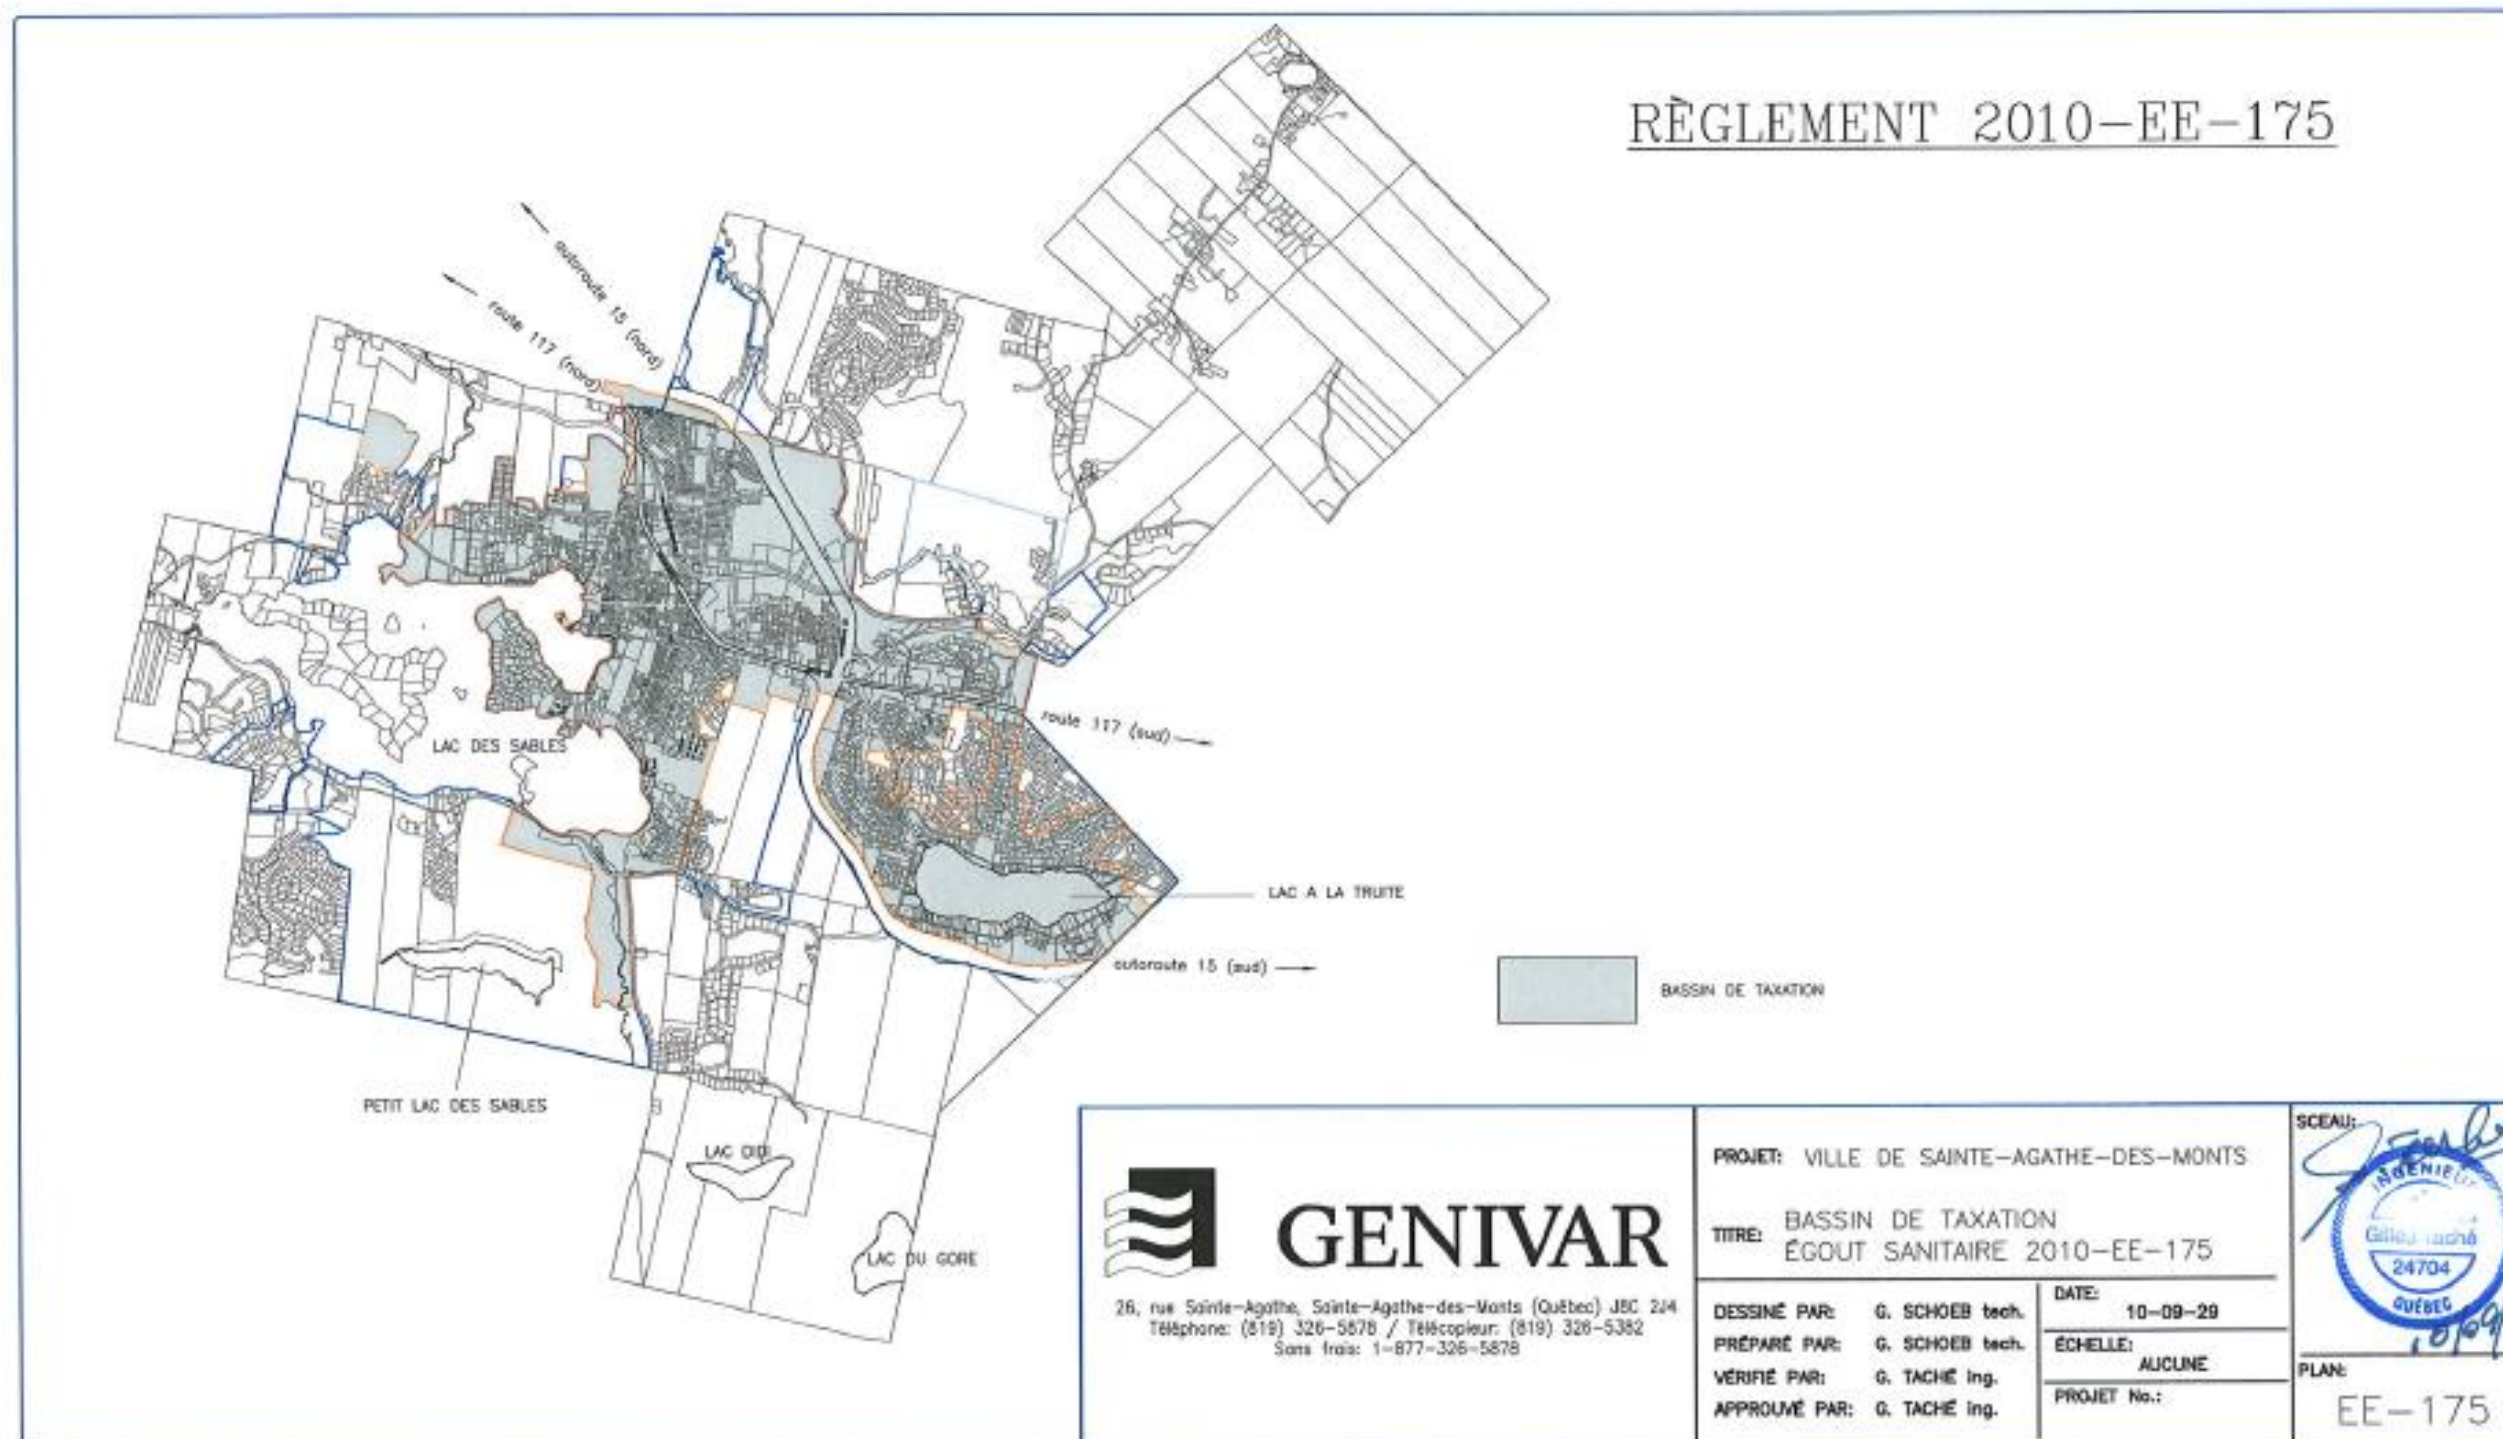 RÈGLEMENT 2010-EE-175
autoroute 15 (nord)
route 117 (nord)
LAC DES SABLES
route 117 (sud)
LAC A LA TRUITE
autoroute 15 (sud)
BASSIN DE TAXATION
PETIT LAC DES SABLES
LAC DIDI
LAC DU GORE
GENIVAR
26, rue Sainte-Agathe, Sainte-Agathe-des-Monts (Québec) J8C 2J4
Téléphone: (819) 326-5878 / Télécopieur: (819) 326-5382
Sans frais: 1-877-326-5878
PROJET: VILLE DE SAINTE-AGATHE-DES-MONTS
TITRE: BASSIN DE TAXATION
ÉGOUT SANITAIRE 2010-EE-175
DESSINÉ PAR: G. SCHOEB tech.
PRÉPARÉ PAR: G. SCHOEB tech.
VÉRIFIÉ PAR: G. TACHÉ ing.
APPROUVÉ PAR: G. TACHÉ ing.
DATE:
10-09-29
ÉCHELLE:
AUCUNE
PROJET No.:
SCEAU:
INGÉNIEUR
Gilles Taché
24704
QUÉBEC
PLAN:
EE-175